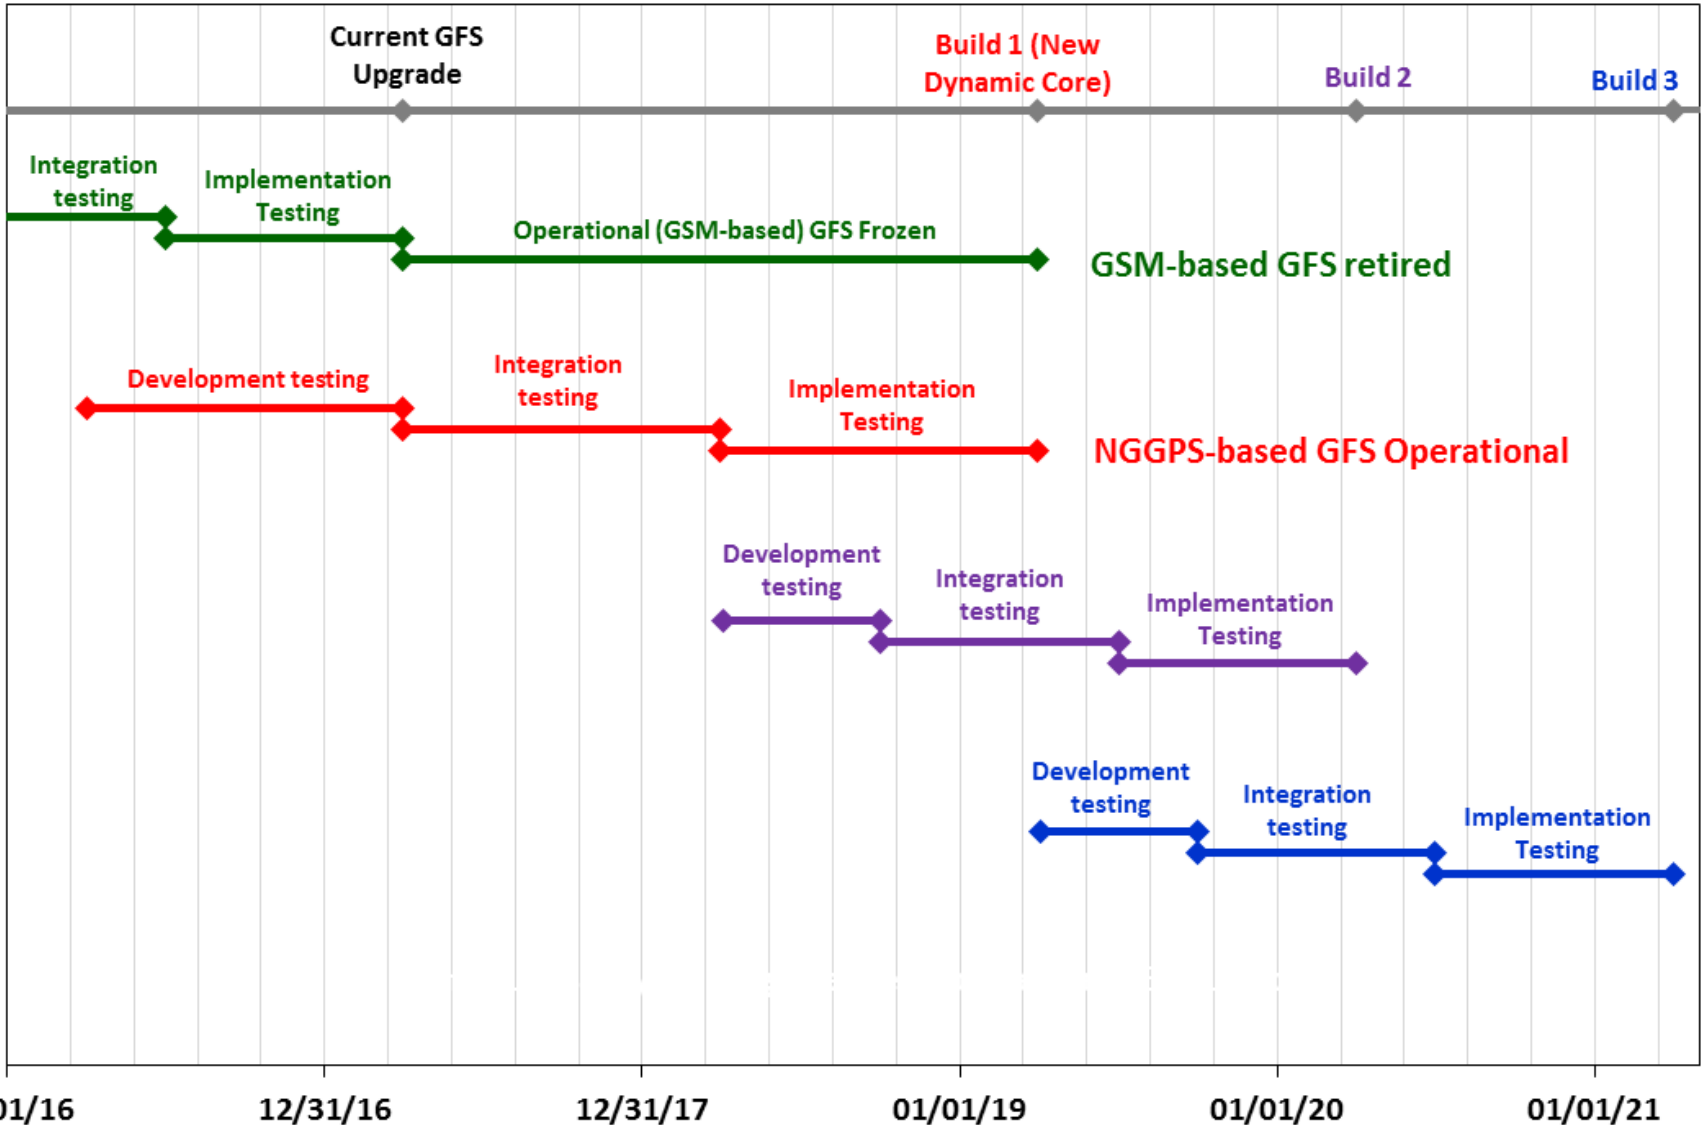 Current GFS
Upgrade
Build 1 (New
Dynamic Core)
Build 2
Build 3
Integration
testing
Implementation
Testing
Operational (GSM-based) GFS Frozen
GSM-based GFS retired
Development testing
Integration
testing
Implementation
Testing
NGGPS-based GFS Operational
Development
testing
Integration
testing
Implementation
Testing
Development
testing
Integration
testing
Implementation
Testing
01/16
12/31/16
12/31/17
01/01/19
01/01/20
01/01/21